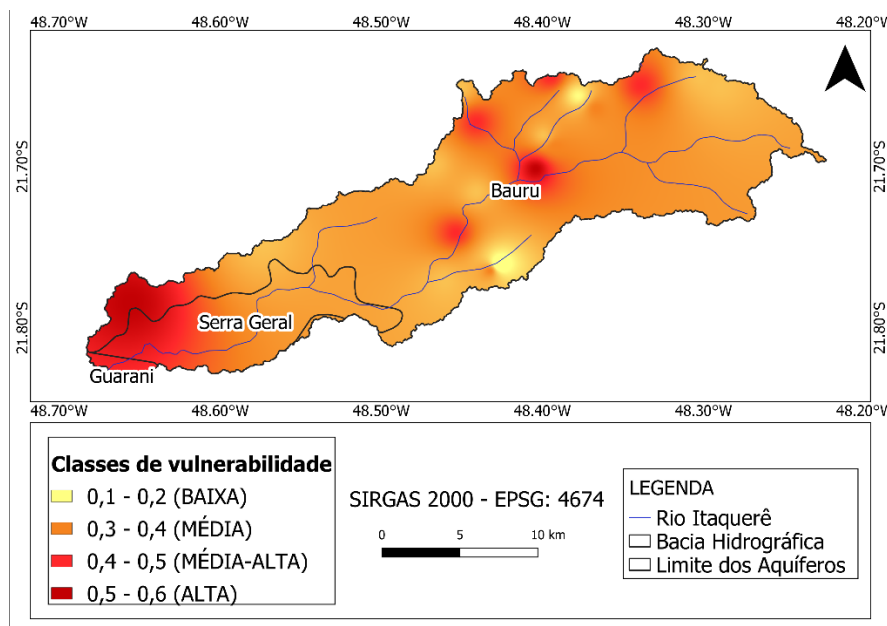 48.70°W 48.60°W 48.50°W 48.40°W 48.30°W 48.20°W
21.70°S 21.70°S
Bauru
21.80°S 21.80°S
Serra Geral
Guarani
48.70°W 48.60°W 48.50°W 48.40°W 48.30°W 48.20°W
Classes de vulnerabilidade
0,1 - 0,2 (BAIXA)
0,3 - 0,4 (MÉDIA)
0,4 - 0,5 (MÉDIA-ALTA)
0,5 - 0,6 (ALTA)
SIRGAS 2000 - EPSG: 4674
0 5 10 km
LEGENDA
Rio Itaquerê
Bacia Hidrográfica
Limite dos Aquíferos